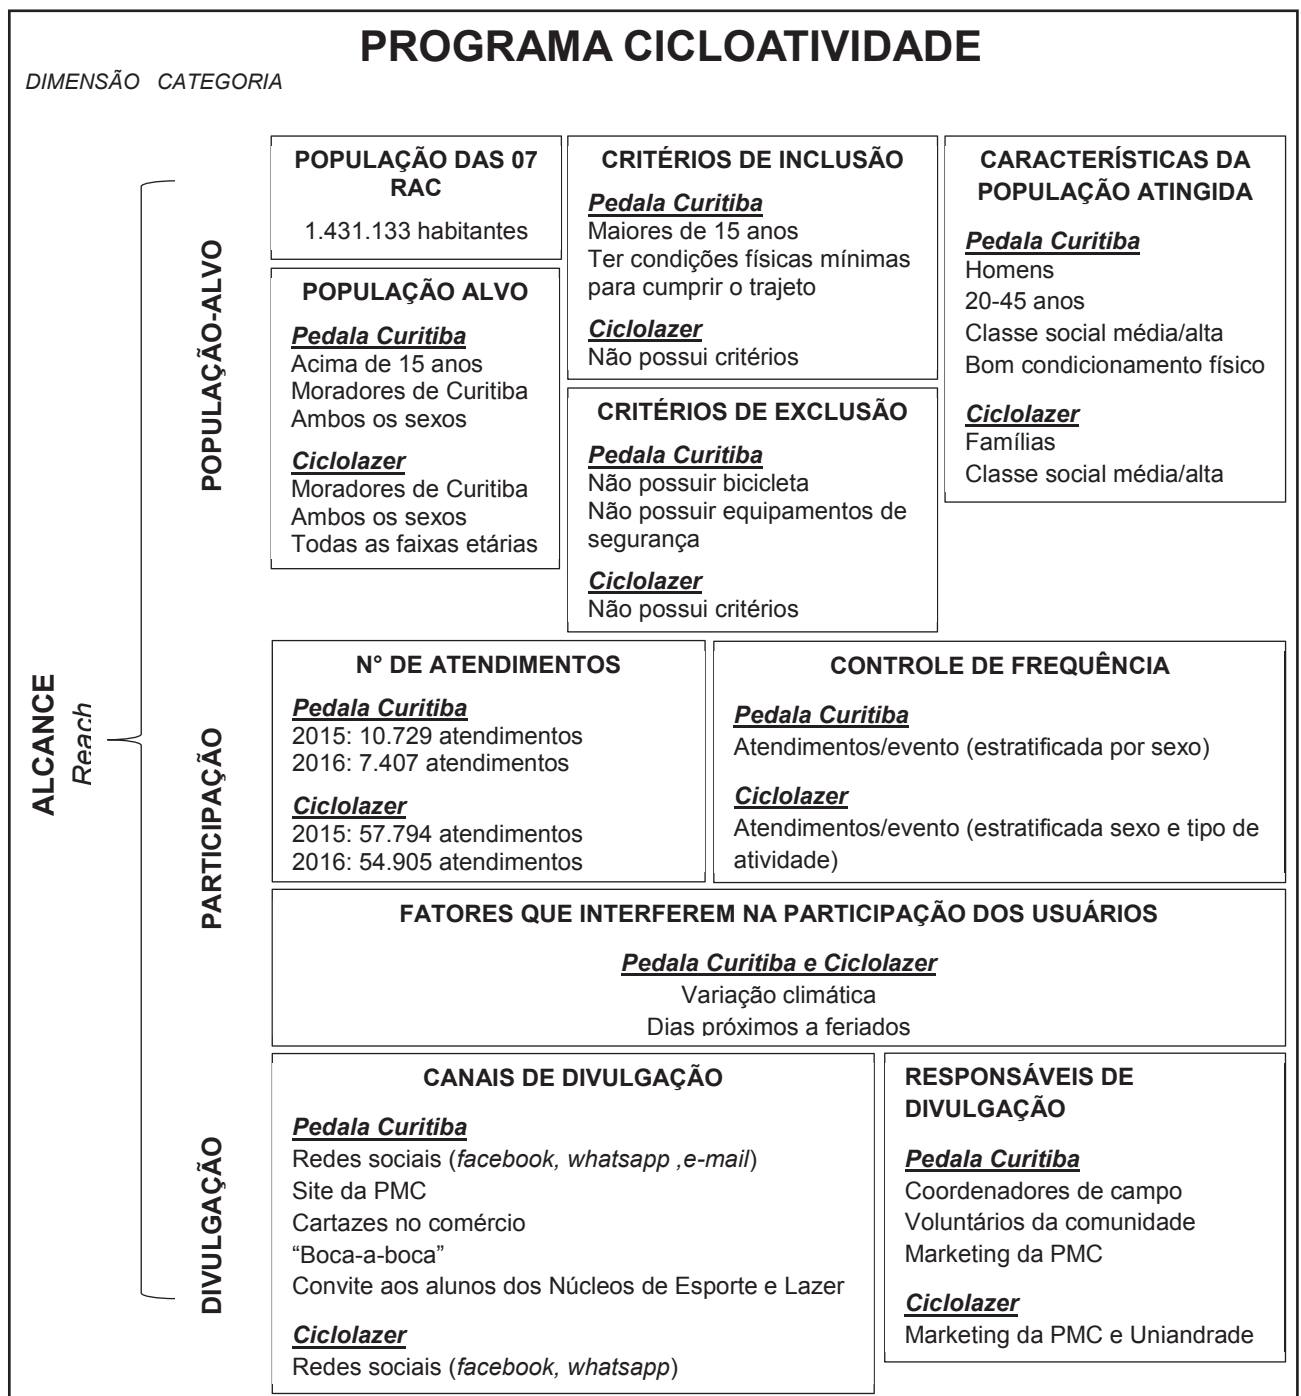 PROGRAMA CICLOATIVIDADE
DIMENSÃO CATEGORIA
ALCANCE
Reach
POPULAÇÃO-ALVO
POPULAÇÃO DAS 07
RAC
1.431.133 habitantes
POPULAÇÃO ALVO
Pedala Curitiba
Acima de 15 anos
Moradores de Curitiba
Ambos os sexos
Ciclolazer
Moradores de Curitiba
Ambos os sexos
Todas as faixas etárias
CRITÉRIOS DE INCLUSÃO
Pedala Curitiba
Maiores de 15 anos
Ter condições físicas mínimas
para cumprir o trajeto
Ciclolazer
Não possui critérios
CRITÉRIOS DE EXCLUSÃO
Pedala Curitiba
Não possuir bicicleta
Não possuir equipamentos de
segurança
Ciclolazer
Não possui critérios
CARACTERÍSTICAS DA
POPULAÇÃO ATINGIDA
Pedala Curitiba
Homens
20-45 anos
Classe social média/alta
Bom condicionamento físico
Ciclolazer
Famílias
Classe social média/alta
PARTICIPAÇÃO
N° DE ATENDIMENTOS
Pedala Curitiba
2015: 10.729 atendimentos
2016: 7.407 atendimentos
Ciclolazer
2015: 57.794 atendimentos
2016: 54.905 atendimentos
CONTROLE DE FREQUÊNCIA
Pedala Curitiba
Atendimentos/evento (estratificada por sexo)
Ciclolazer
Atendimentos/evento (estratificada sexo e tipo de
atividade)
FATORES QUE INTERFEREM NA PARTICIPAÇÃO DOS USUÁRIOS
Pedala Curitiba e Ciclolazer
Variação climática
Dias próximos a feriados
DIVULGAÇÃO
CANAIS DE DIVULGAÇÃO
Pedala Curitiba
Redes sociais (facebook, whatsapp ,e-mail)
Site da PMC
Cartazes no comércio
“Boca-a-boca”
Convite aos alunos dos Núcleos de Esporte e Lazer
Ciclolazer
Redes sociais (facebook, whatsapp)
RESPONSÁVEIS DE
DIVULGAÇÃO
Pedala Curitiba
Coordenadores de campo
Voluntários da comunidade
Marketing da PMC
Ciclolazer
Marketing da PMC e Uniandrade